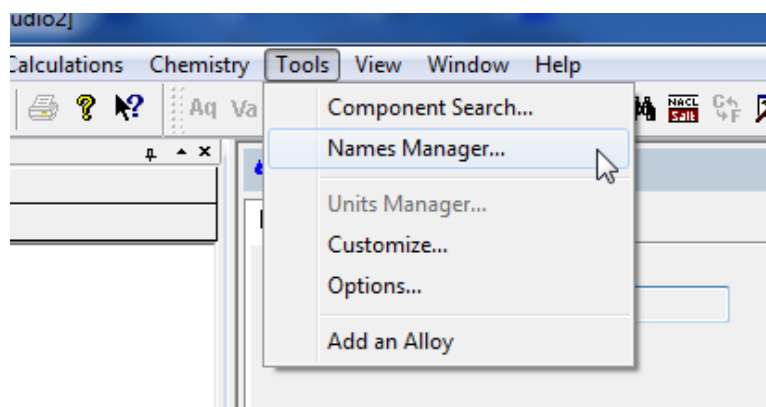 udio2]
Calculations Chemistry Tools View Window Help
Aq Va NACL Salt C F
Component Search...
Names Manager...
Units Manager...
Customize...
Options...
Add an Alloy